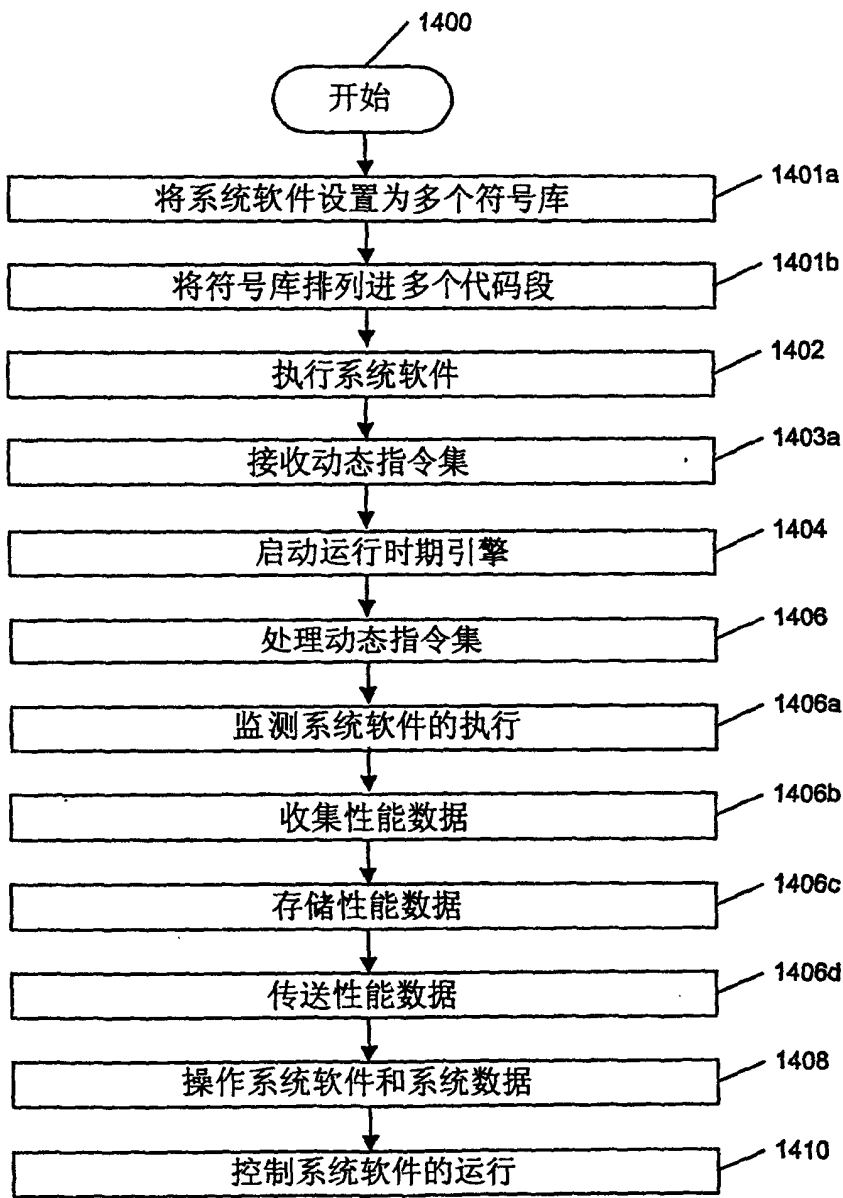 1400
开始
1401a
将系统软件设置为多个符号库
1401b
将符号库排列进多个代码段
1402
执行系统软件
1403a
接收动态指令集
1404
启动运行时期引擎
1406
处理动态指令集
1406a
监测系统软件的执行
1406b
收集性能数据
1406c
存储性能数据
1406d
传送性能数据
1408
操作系统软件和系统数据
1410
控制系统软件的运行